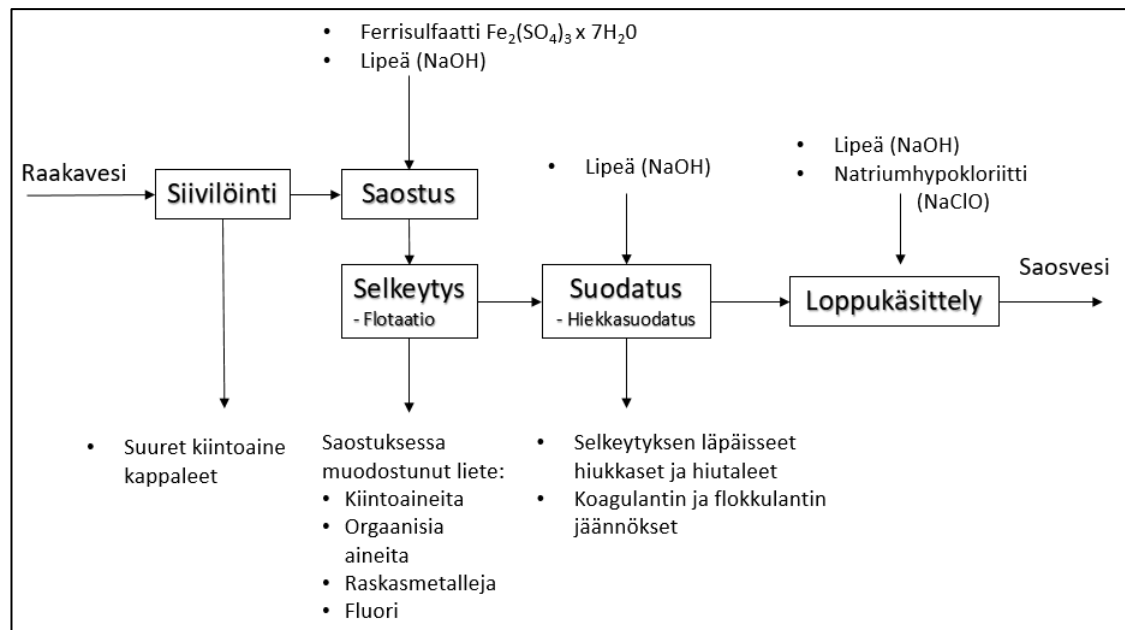 • Ferrisulfaatti Fe₂(SO₄)₃ x 7H₂0
• Lipeä (NaOH)
Raakavesi
Siivilöinti
Saostus
• Lipeä (NaOH)
• Lipeä (NaOH)
• Natriumhypokloriitti
(NaClO)
Selkeytys
- Flotaatio
Suodatus
- Hiekkasuodatus
Loppukäsittely
Saosvesi
• Suuret kiintoaine
kappaleet
Saostuksessa
muodostunut liete:
• Kiintoaineita
• Orgaanisia
aineita
• Raskasmetalleja
• Fluori
• Selkeytyksen läpäisseet
hiukkaset ja hiutaleet
• Koagulantin ja flokkulantin
jäännökset